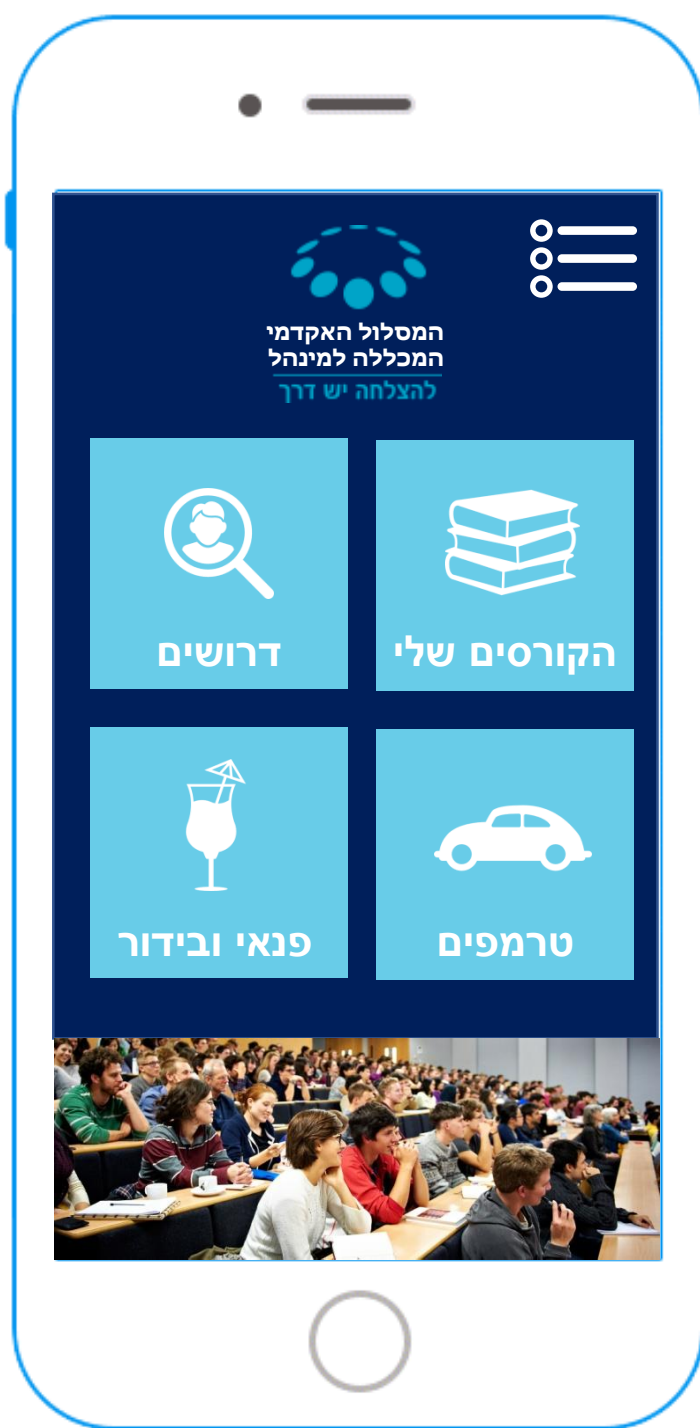 המסלול האקדמי
המכללה למינהל
להצלחה יש דרך
הקורסים שלי
דרושים
טרמפים
פנאי ובידור